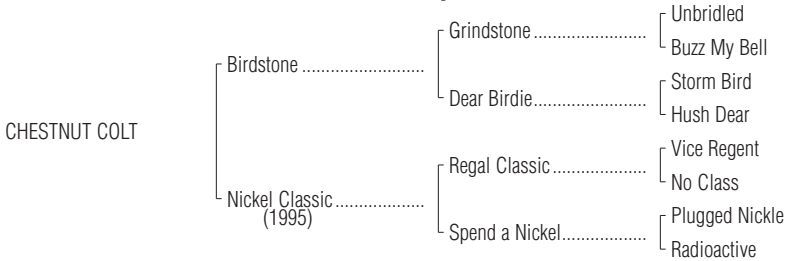 Unbridled
Grindstone ........................
Buzz My Bell
Birdstone ..........................
Storm Bird
Dear Birdie........................
Hush Dear
CHESTNUT COLT
Vice Regent
Regal Classic ....................
No Class
Nickel Classic...................
(1995)
Plugged Nickle
Spend a Nickel..................
Radioactive